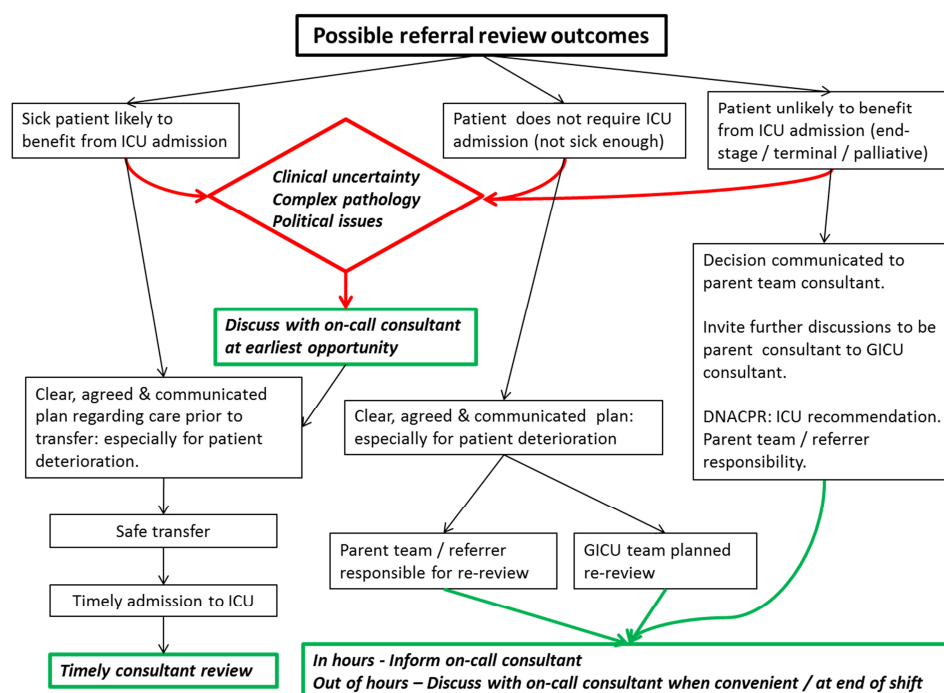 Possible referral review outcomes
Sick patient likely to
benefit from ICU admission
Patient does not require ICU
admission (not sick enough)
Patient unlikely to benefit
from ICU admission (end-
stage / terminal / palliative)
Clinical uncertainty
Complex pathology
Political issues
Discuss with on-call consultant
at earliest opportunity
Decision communicated to
parent team consultant.
Invite further discussions to be
parent consultant to GICU
consultant.
DNACPR: ICU recommendation.
Parent team / referrer
responsibility.
Clear, agreed & communicated
plan regarding care prior to
transfer: especially for patient
deterioration.
Clear, agreed & communicated plan:
especially for patient deterioration
Safe transfer
Parent team / referrer
responsible for re-review
GICU team planned
re-review
Timely admission to ICU
Timely consultant review
In hours - Inform on-call consultant
Out of hours – Discuss with on-call consultant when convenient / at end of shift